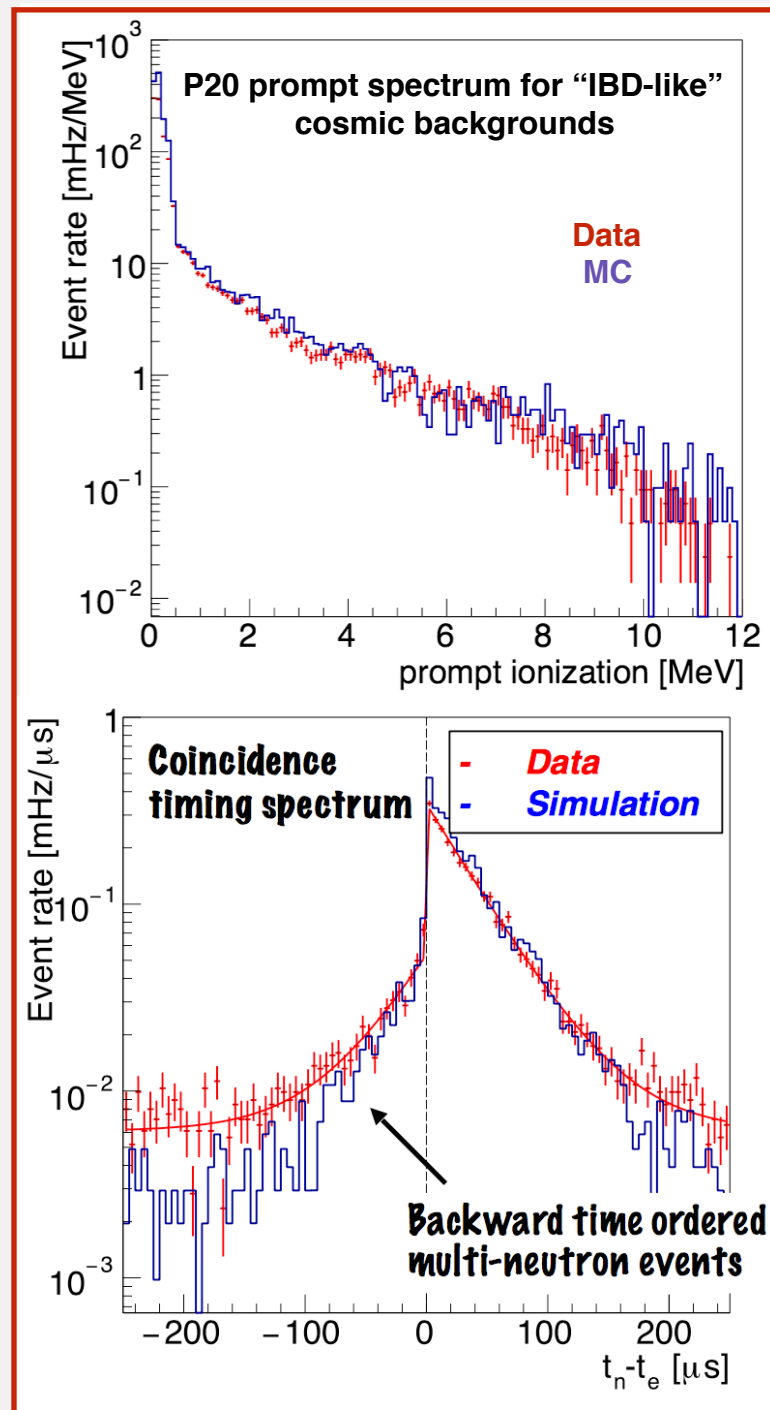 P20 prompt spectrum for “IBD-like”
cosmic backgrounds
Data
MC
Event rate [mHz/MeV]
10³
10²
10
1
10⁻¹
10⁻²
0 2 4 6 8 10 12
prompt ionization [MeV]
Coincidence
timing spectrum
- Data
- Simulation
Event rate [mHz/μs]
1
10⁻¹
10⁻²
10⁻³
Backward time ordered
multi-neutron events
−200 −100 0 100 200
tₙ-tₑ [μs]